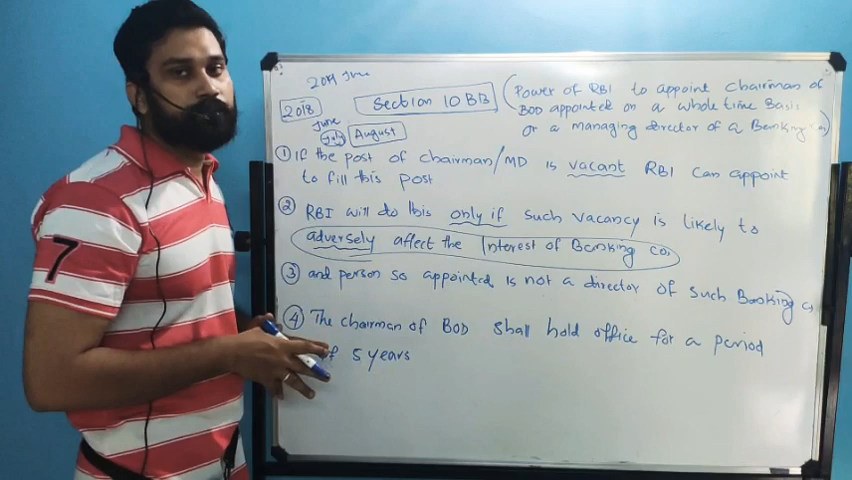 2019 June
2018
June
July
August
Section 10BB
(Power of RBI to appoint Chairman of
BOD appointed on a whole time Basis
or a managing director of a Banking co)
① If the post of chairman/MD is vacant RBI can appoint
to fill this post
② RBI will do this only if such vacancy is likely to
adversely affect the Interest of Banking co,
③ and person so appointed is not a director of such Banking co
④ The chairman of BOD shall hold office for a period
of 5 years
7